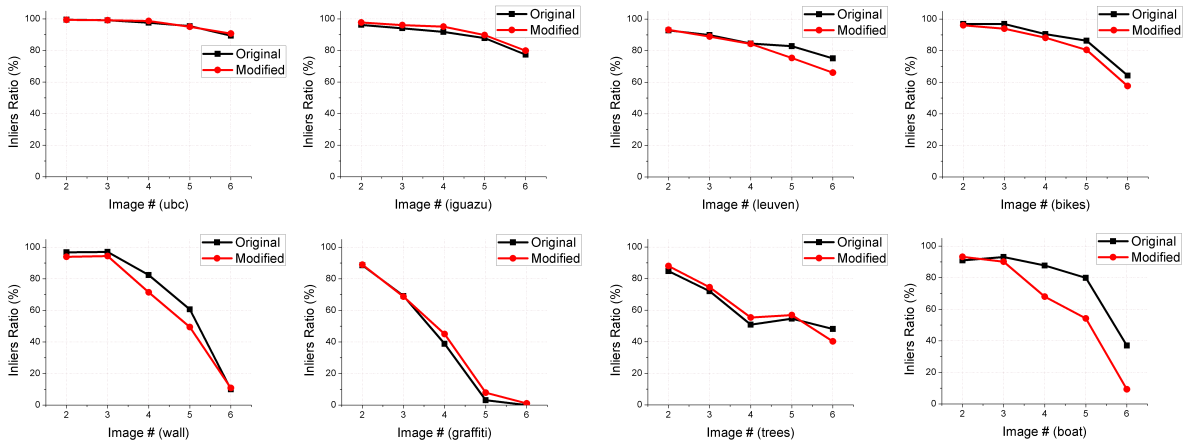 Original
Modified
Inliers Ratio (%)
100
80
60
40
20
0
2 3 4 5 6
Image # (ubc)
Original
Modified
Inliers Ratio (%)
100
80
60
40
20
0
2 3 4 5 6
Image # (iguazu)
Original
Modified
Inliers Ratio (%)
100
80
60
40
20
0
2 3 4 5 6
Image # (leuven)
Original
Modified
Inliers Ratio (%)
100
80
60
40
20
0
2 3 4 5 6
Image # (bikes)
Original
Modified
Inliers Ratio (%)
100
80
60
40
20
0
2 3 4 5 6
Image # (wall)
Original
Modified
Inliers Ratio (%)
100
80
60
40
20
0
2 3 4 5 6
Image # (graffiti)
Original
Modified
Inliers Ratio (%)
100
80
60
40
20
0
2 3 4 5 6
Image # (trees)
Original
Modified
Inliers Ratio (%)
100
80
60
40
20
0
2 3 4 5 6
Image # (boat)